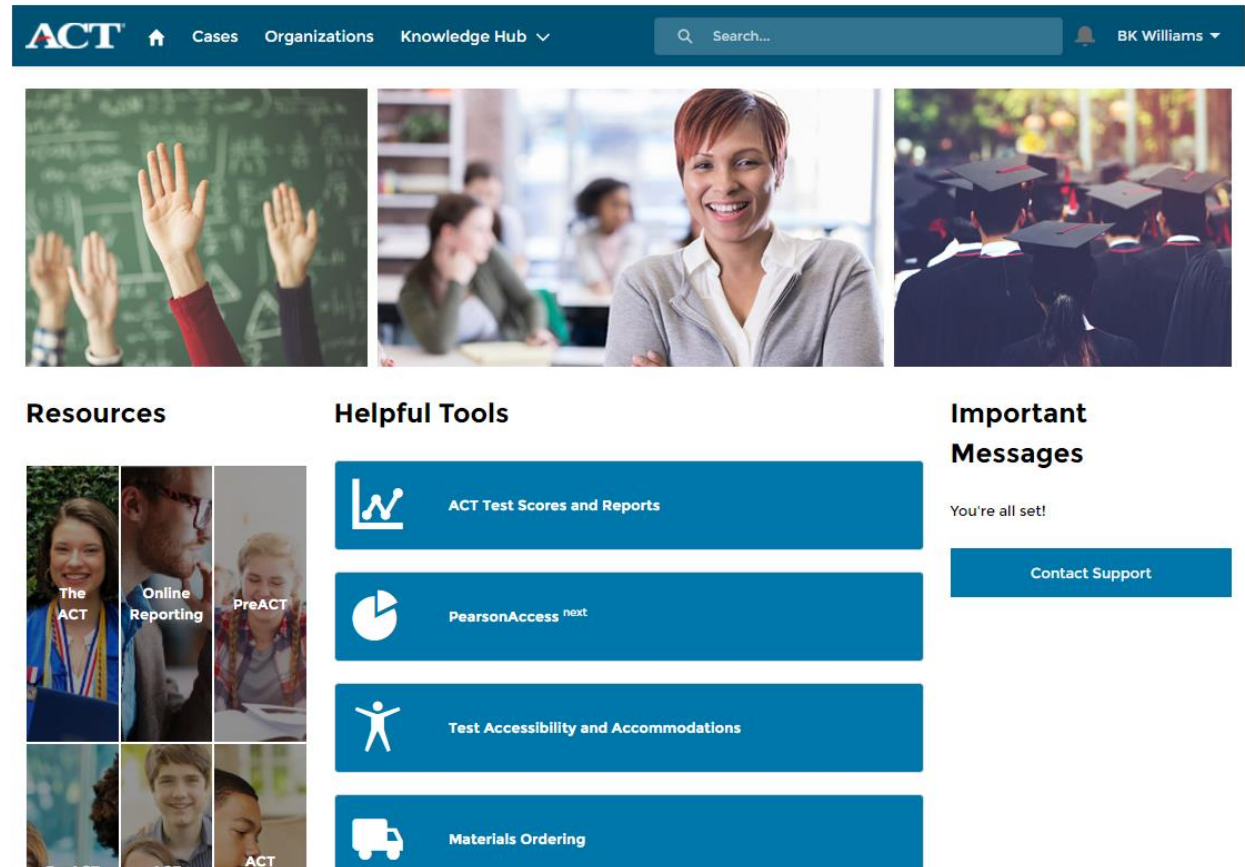 ACT
Cases
Organizations
Knowledge Hub
Search...
BK Williams
Resources
Helpful Tools
Important
Messages
The
ACT
Online
Reporting
PreACT
ACT
ACT Test Scores and Reports
PearsonAccess next
Test Accessibility and Accommodations
Materials Ordering
You're all set!
Contact Support